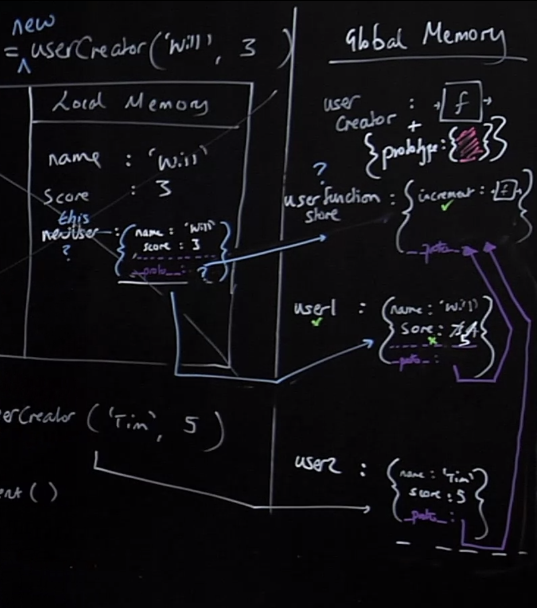 new
= userCreator('Will', 3)
Local Memory
name : 'Will'
Score : 3
this
newUser :
?
{ name : 'Will'
score : 3
__proto__ : ? }
erCreator ('Tim', 5)
ent()
Global Memory
user
Creator : f
+
{ prototype : { } }
?
userfunction
store : { increment : f
__proto__ }
user1 : { name : 'Will'
Score :
__proto__ : }
user2 : { name : 'Tim'
score : 5
__proto__ : }